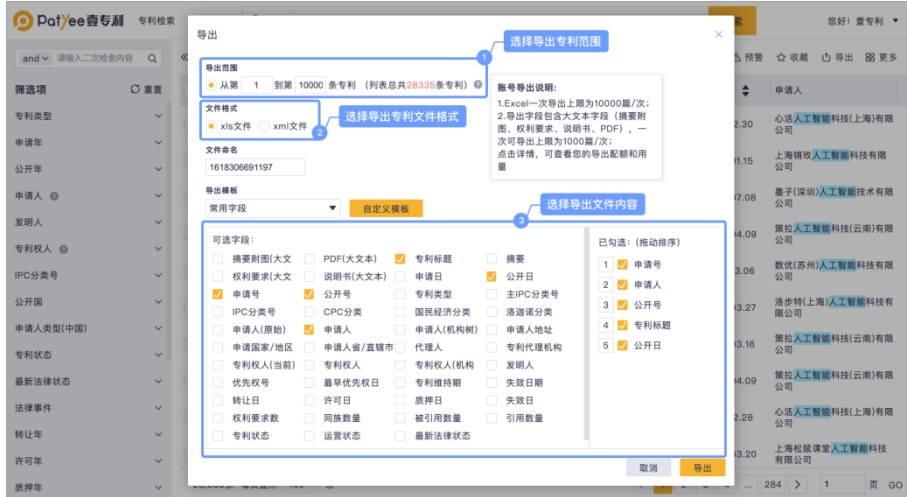 Patyee壹专利 专利检索 索 您好！壹专利
and 请输入二次检索内容
预警 收藏 导出 更多
筛选项 重置
专利类型
申请年
公开年
申请人
发明人
专利权人
IPC分类号
公开国
申请人类型(中国)
专利状态
最新法律状态
法律事件
转让年
许可年
质押年
导出
选择导出专利范围
1
导出范围
从第 1 到第 10000 条专利 (列表总共28335条专利)
文件格式
xls文件 xml文件
选择导出专利文件格式
2
文件命名
1618306691197
账号导出说明:
1.Excel一次导出上限为10000篇/次;
2.导出字段包含大文本字段（摘要附
图、权利要求、说明书、PDF），一
次可导出上限为1000篇/次;
点击详情，可查看您的导出配额和用
量
导出模板
常用字段 自定义模板
选择导出文件内容
3
可选字段:
摘要附图(大文 PDF(大文本) 专利标题 摘要
权利要求(大文 说明书(大文本) 申请日 公开日
申请号 公开号 专利类型 主IPC分类号
IPC分类号 CPC分类 国民经济分类 洛迦诺分类
申请人(原始) 申请人 申请人(机构树) 申请人地址
申请国家/地区 申请人省/直辖市 代理人 专利代理机构
专利权人(当前) 专利权人 专利权人(机构 发明人
优先权号 最早优先权日 专利维持期 失效日期
转让日 许可日 质押日 失效日
权利要求数 同族数量 被引用数量 引用数量
专利状态 运营状态 最新法律状态
已勾选: (拖动排序)
1 申请号
2 申请人
3 公开号
4 专利标题
5 公开日
取消 导出
申请人
2.30 心活人工智能科技(上海)有限
公司
01.15 上海锵玫人工智能科技有限
公司
07.08 墨子(深圳)人工智能技术有限
公司
04.09 策拉人工智能科技(云南)有限
公司
3.06 数优(苏州)人工智能科技有限
公司
03.27 洛步特(上海)人工智能科技有
限公司
03.16 策拉人工智能科技(云南)有限
公司
04.09 策拉人工智能科技(云南)有限
公司
2.28 心活人工智能科技(上海)有限
公司
03.20 上海松鼠课堂人工智能科技
有限公司
... 284 1 页 GO